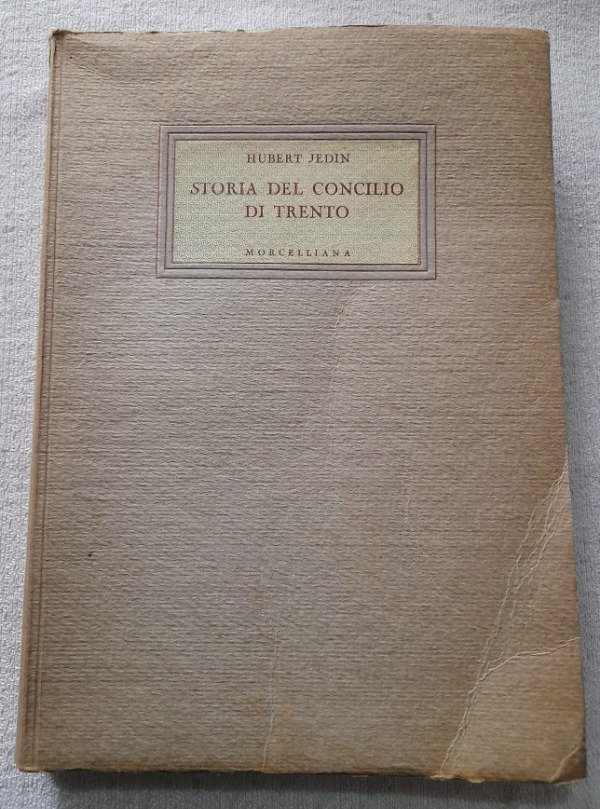 HUBERT JEDIN
STORIA DEL CONCILIO
DI TRENTO
MORCELLIANA